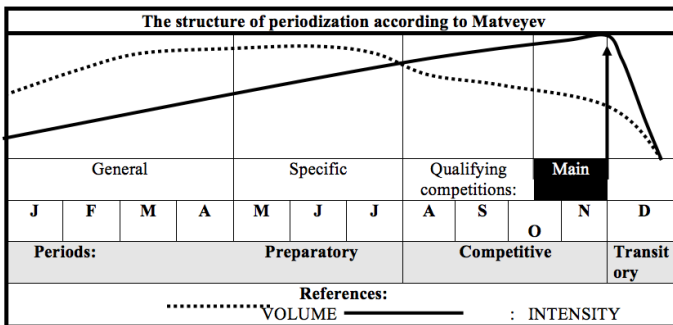 The structure of periodization according to Matveyev
General Specific Qualifying competitions: Main
J F M A M J J A S O N D
Periods: Preparatory Competitive Transit
ory
References:
VOLUME : INTENSITY